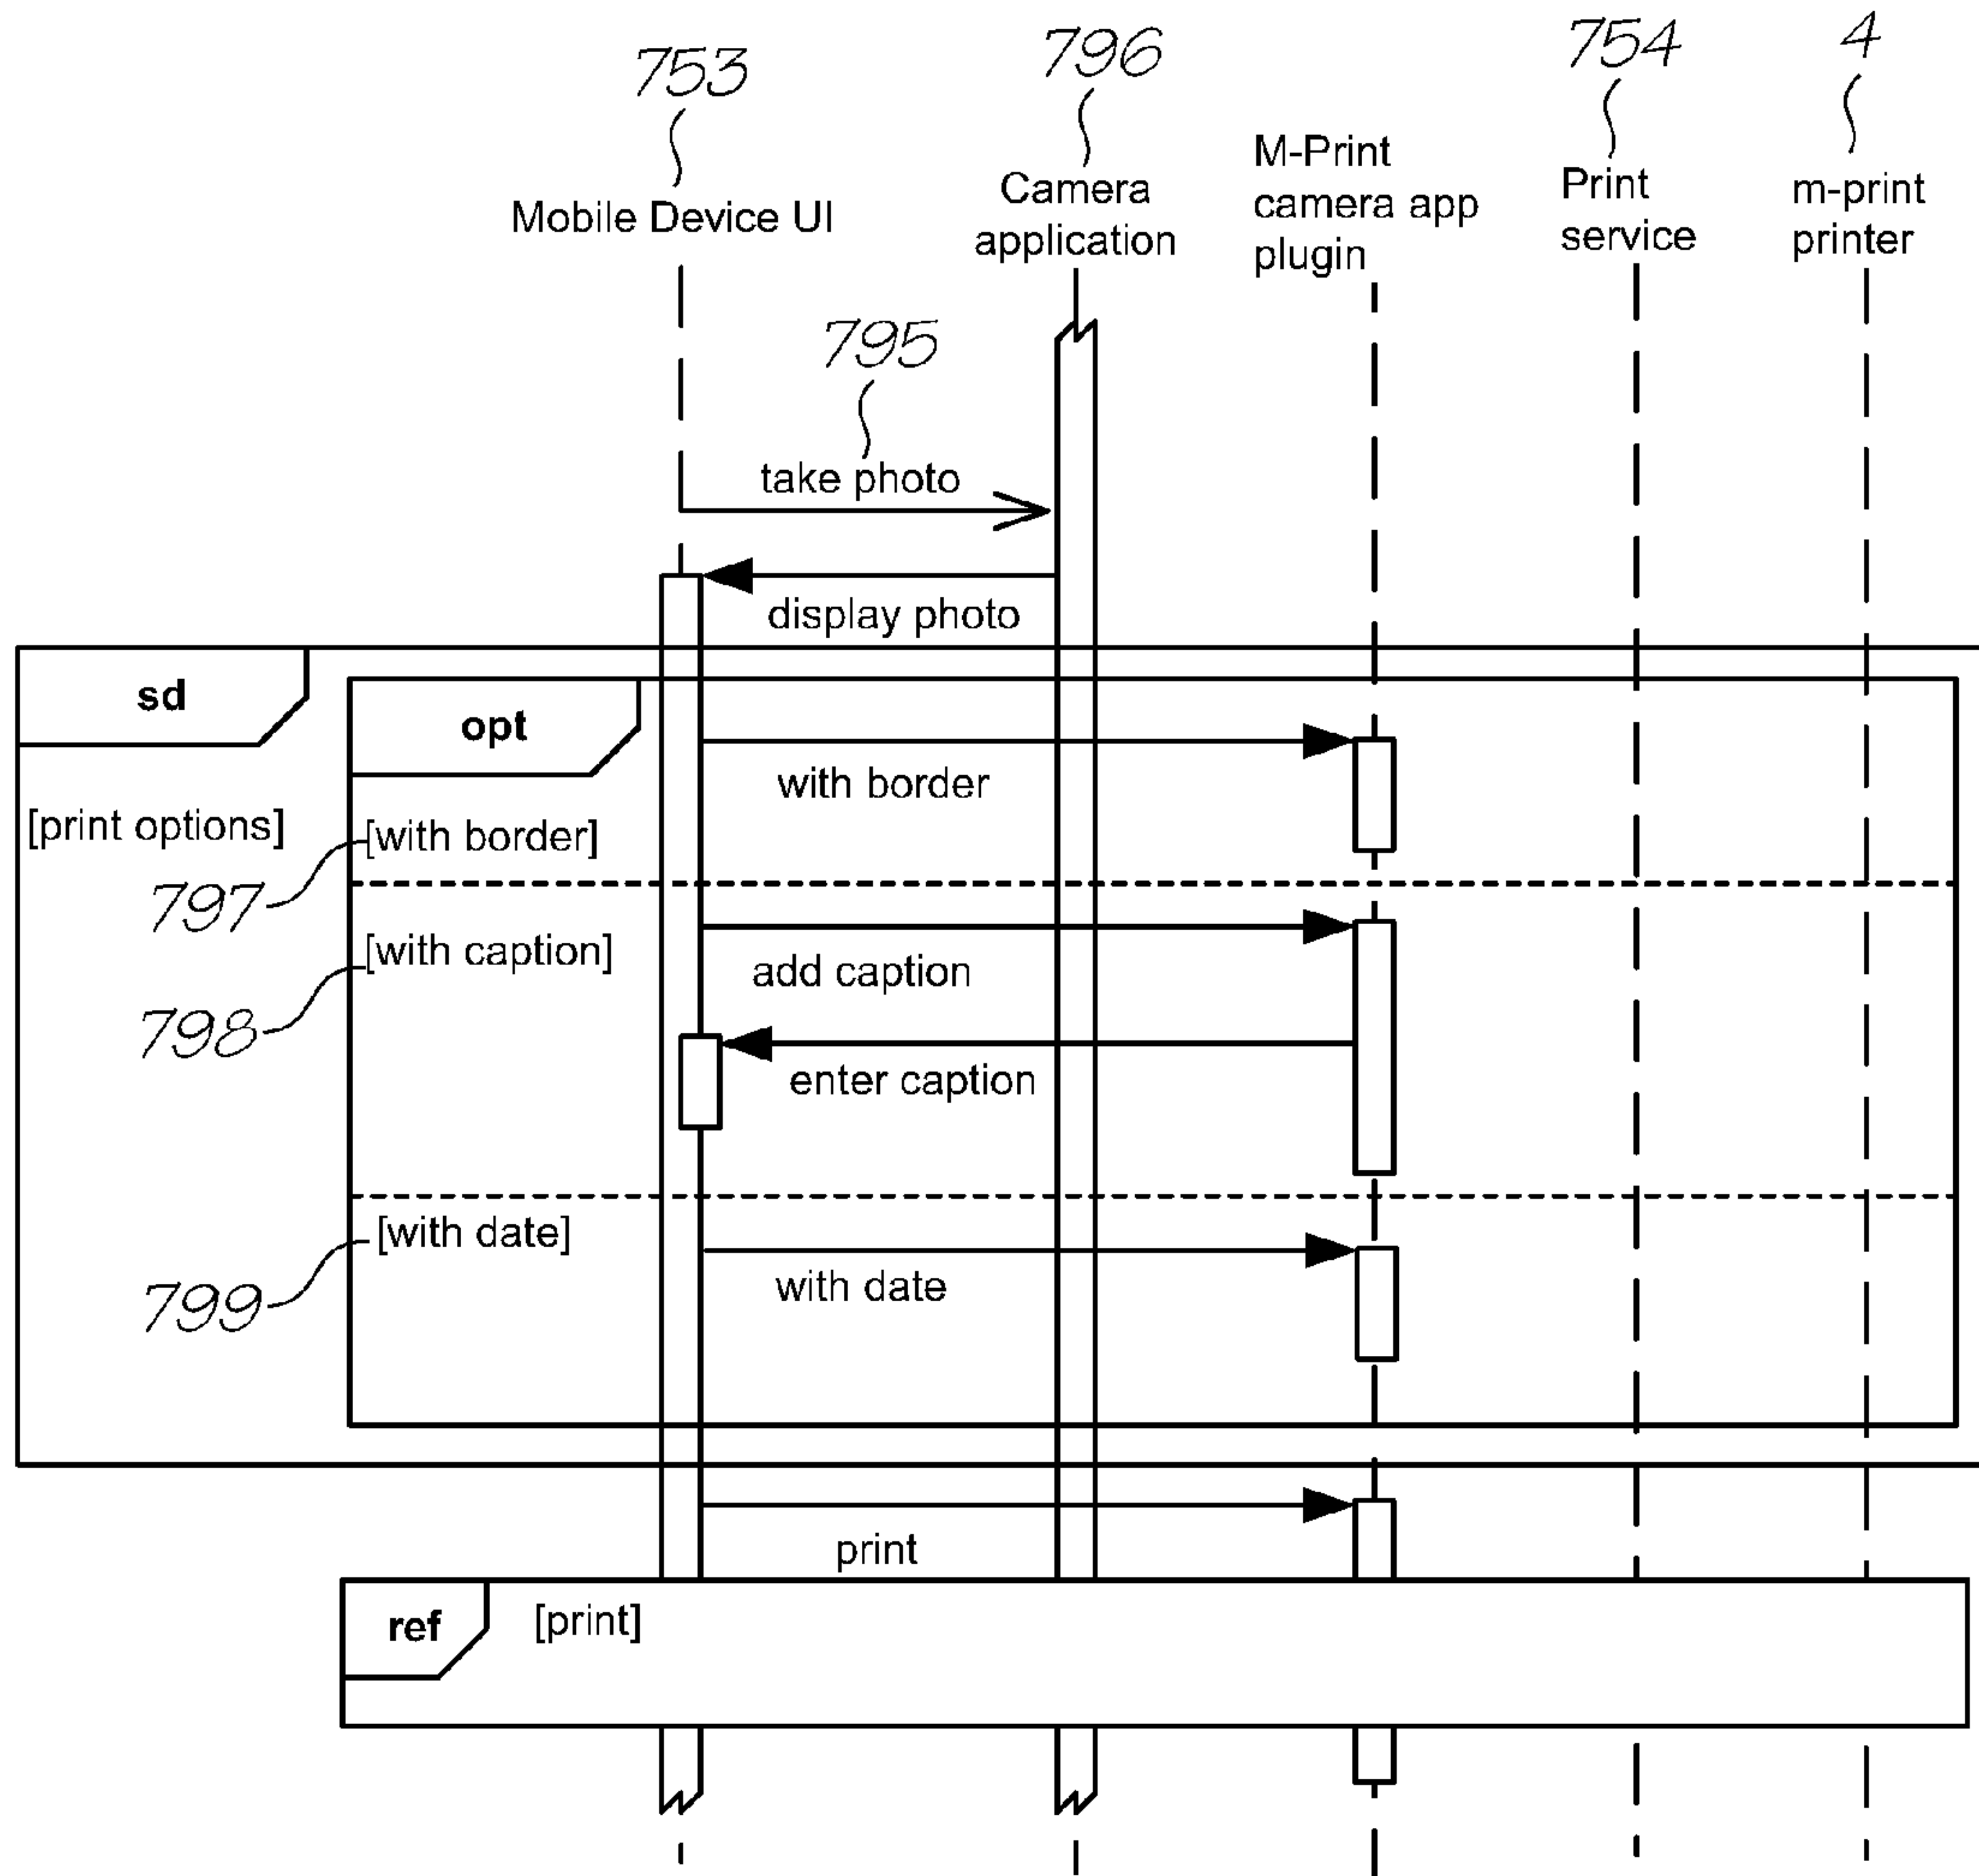 753
796
754
4
Mobile Device UI
Camera
application
M-Print
camera app
plugin
Print
service
m-print
printer
795
take photo
display photo
sd
opt
with border
[print options]
[with border]
797
[with caption]
add caption
798
enter caption
[with date]
with date
799
print
ref
[print]